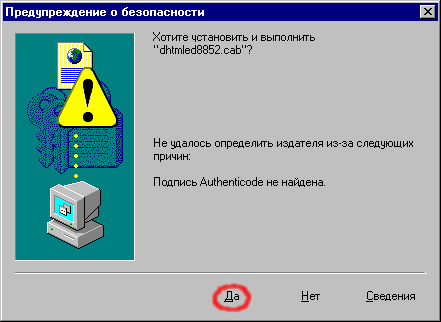 Предупреждение о безопасности
Хотите установить и выполнить
"dhtmled8852.cab"?
Не удалось определить издателя из-за следующих
причин:
Подпись Authenticode не найдена.
Да Нет Сведения